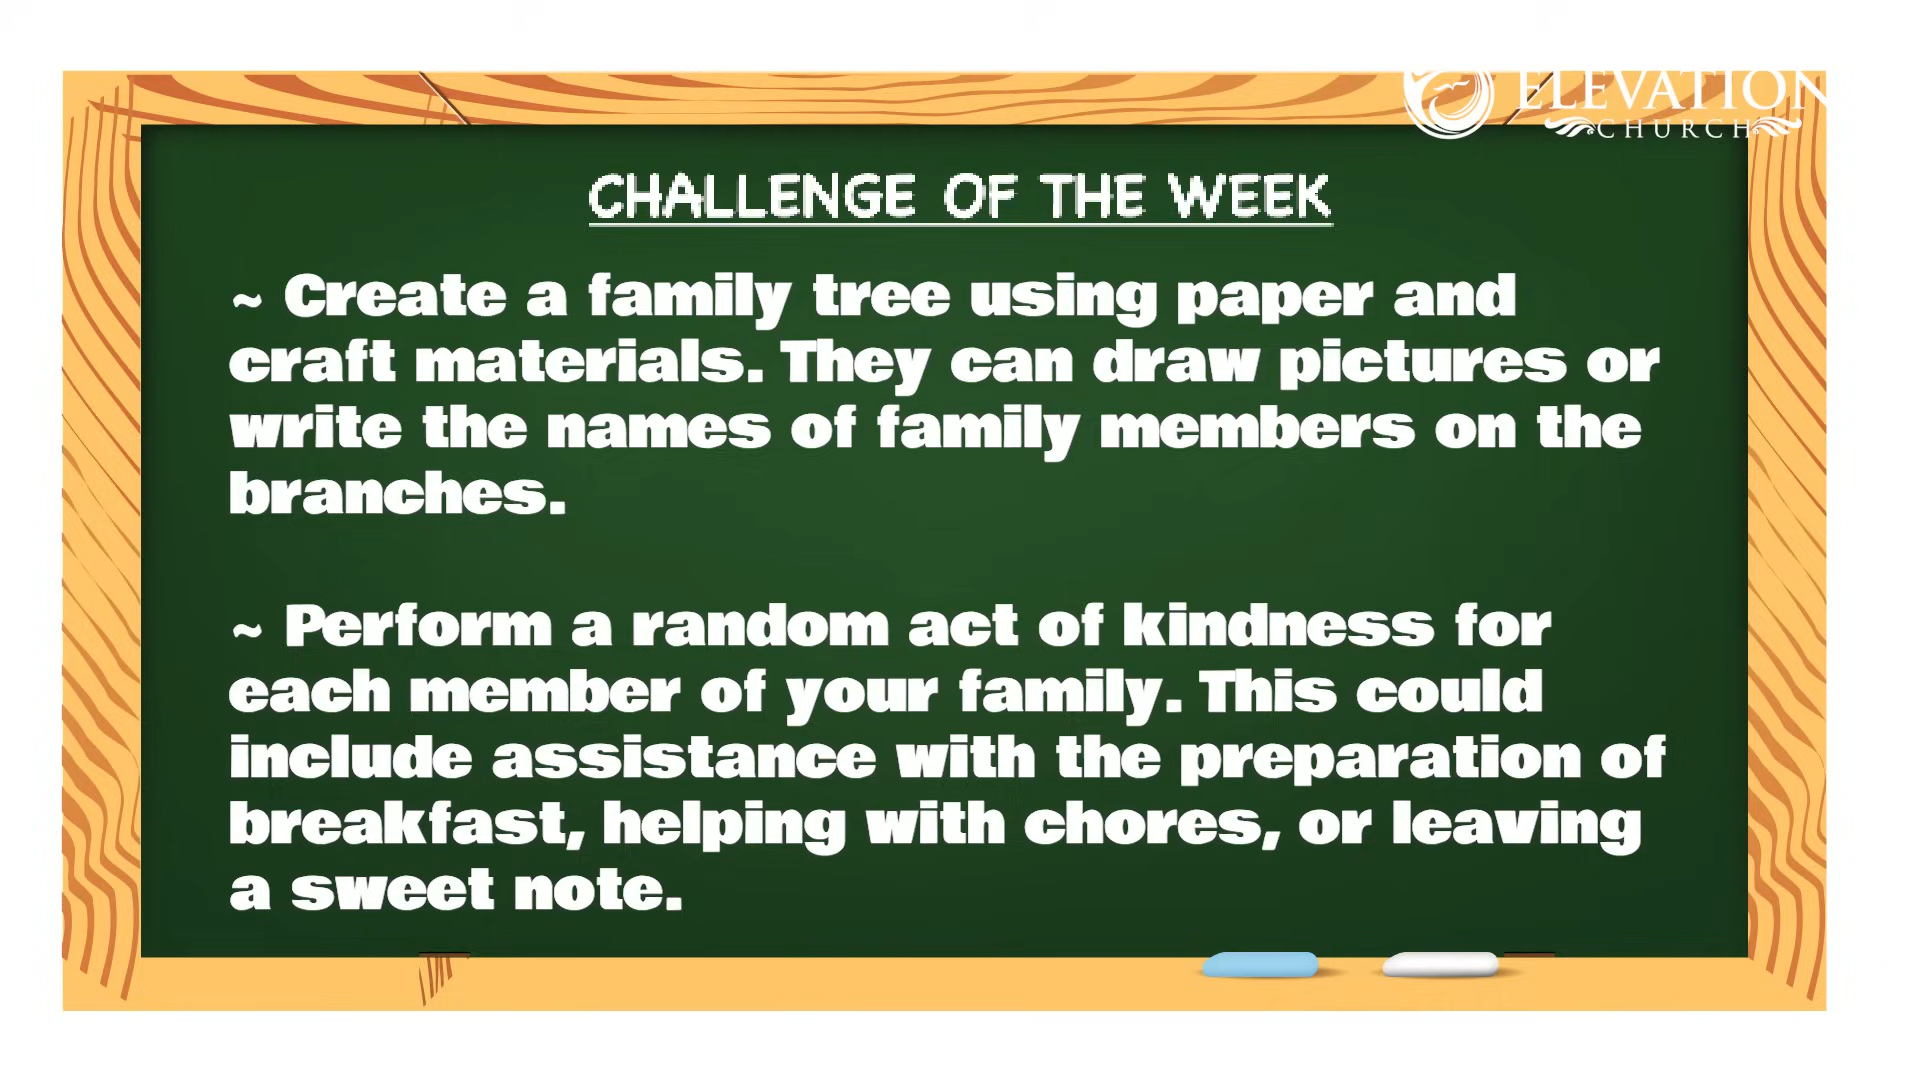 ELEVATION
CHURCH
CHALLENGE OF THE WEEK
~ Create a family tree using paper and
craft materials. They can draw pictures or
write the names of family members on the
branches.
~ Perform a random act of kindness for
each member of your family. This could
include assistance with the preparation of
breakfast, helping with chores, or leaving
a sweet note.